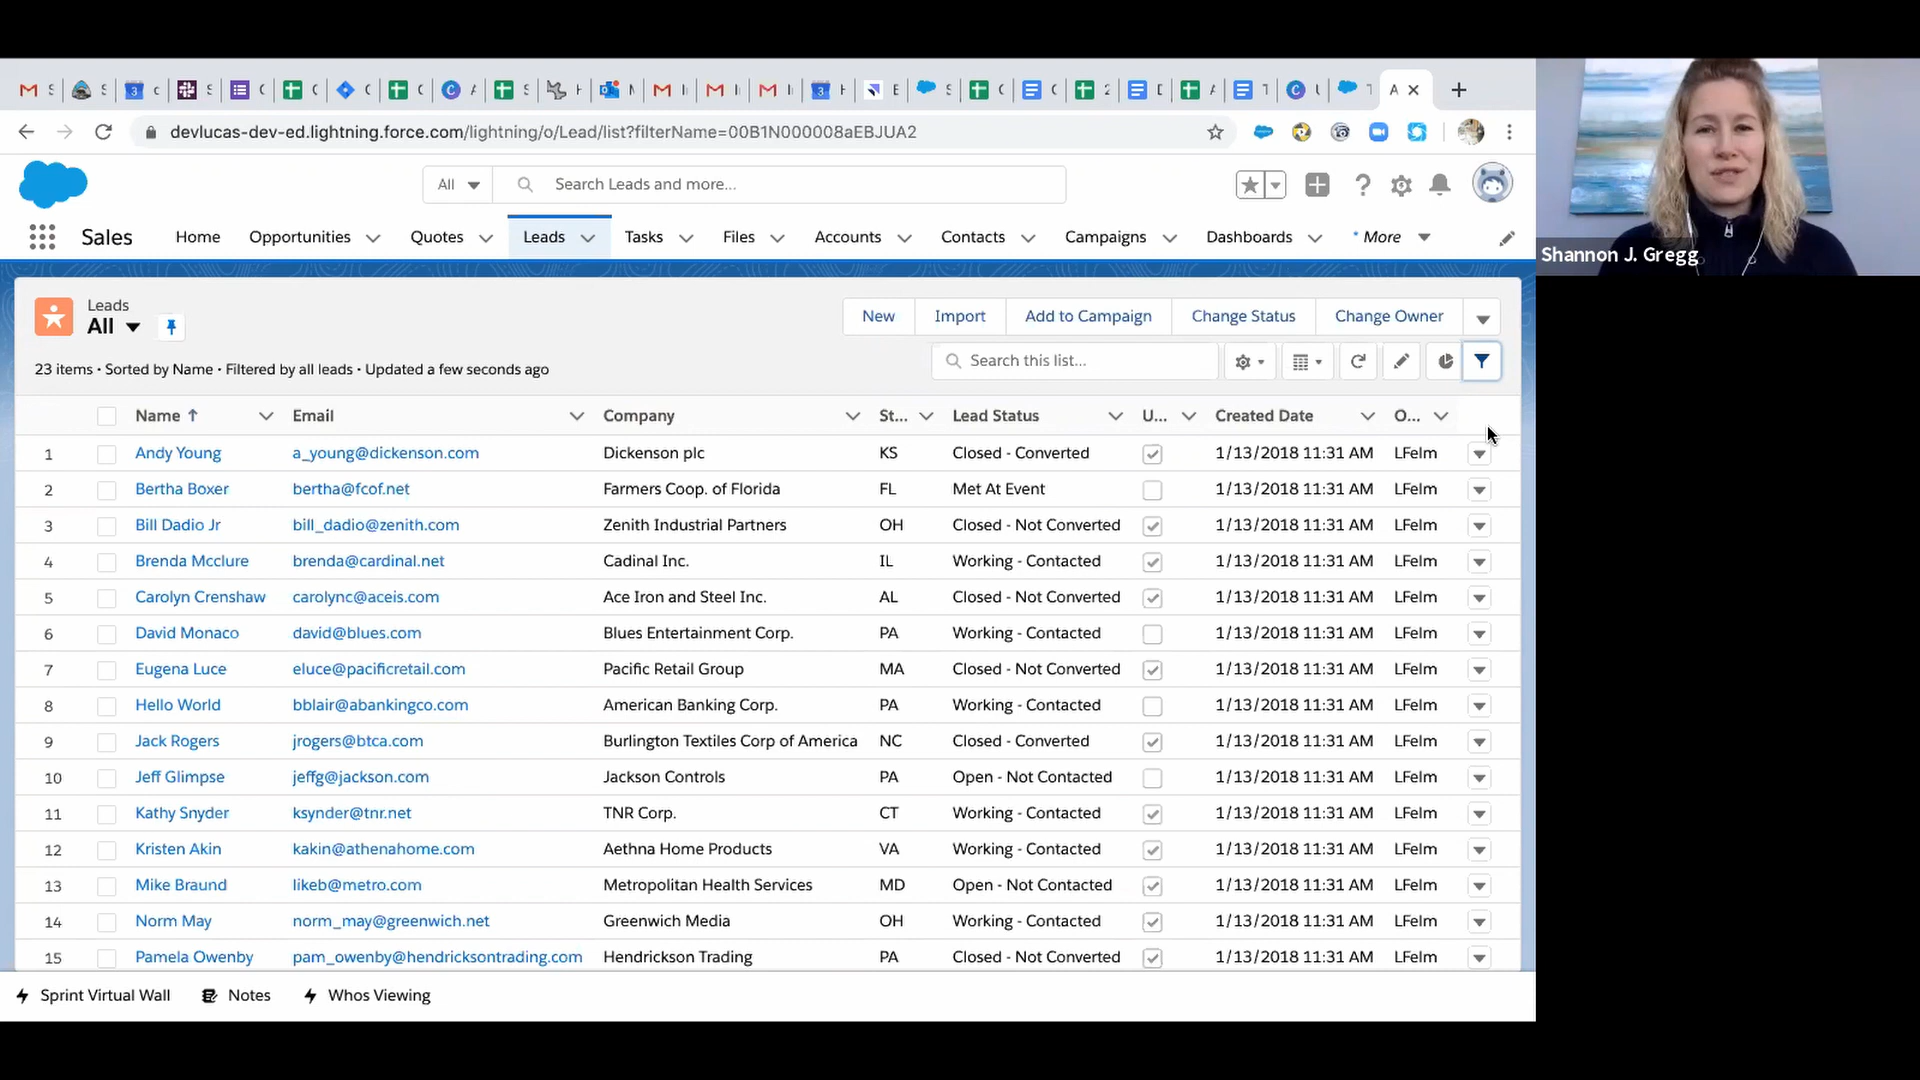 S S 3 c S C C C C A S H M I I I 3 H E S C C 2 D A T C U T A
devlucas-dev-ed.lightning.force.com/lightning/o/Lead/list?filterName=00B1N000008aEBJUA2
All Search Leads and more...
Sales Home Opportunities Quotes Leads Tasks Files Accounts Contacts Campaigns Dashboards * More
Shannon J. Gregg
Leads
All
New Import Add to Campaign Change Status Change Owner
23 items • Sorted by Name • Filtered by all leads • Updated a few seconds ago
Search this list...
Name Email Company St... Lead Status U... Created Date O...
1 Andy Young a_young@dickenson.com Dickenson plc KS Closed - Converted 1/13/2018 11:31 AM LFelm
2 Bertha Boxer bertha@fcof.net Farmers Coop. of Florida FL Met At Event 1/13/2018 11:31 AM LFelm
3 Bill Dadio Jr bill_dadio@zenith.com Zenith Industrial Partners OH Closed - Not Converted 1/13/2018 11:31 AM LFelm
4 Brenda Mcclure brenda@cardinal.net Cadinal Inc. IL Working - Contacted 1/13/2018 11:31 AM LFelm
5 Carolyn Crenshaw carolync@aceis.com Ace Iron and Steel Inc. AL Closed - Not Converted 1/13/2018 11:31 AM LFelm
6 David Monaco david@blues.com Blues Entertainment Corp. PA Working - Contacted 1/13/2018 11:31 AM LFelm
7 Eugena Luce eluce@pacificretail.com Pacific Retail Group MA Closed - Not Converted 1/13/2018 11:31 AM LFelm
8 Hello World bblair@abankingco.com American Banking Corp. PA Working - Contacted 1/13/2018 11:31 AM LFelm
9 Jack Rogers jrogers@btca.com Burlington Textiles Corp of America NC Closed - Converted 1/13/2018 11:31 AM LFelm
10 Jeff Glimpse jeffg@jackson.com Jackson Controls PA Open - Not Contacted 1/13/2018 11:31 AM LFelm
11 Kathy Snyder ksynder@tnr.net TNR Corp. CT Working - Contacted 1/13/2018 11:31 AM LFelm
12 Kristen Akin kakin@athenahome.com Aethna Home Products VA Working - Contacted 1/13/2018 11:31 AM LFelm
13 Mike Braund likeb@metro.com Metropolitan Health Services MD Open - Not Contacted 1/13/2018 11:31 AM LFelm
14 Norm May norm_may@greenwich.net Greenwich Media OH Working - Contacted 1/13/2018 11:31 AM LFelm
15 Pamela Owenby pam_owenby@hendricksontrading.com Hendrickson Trading PA Closed - Not Converted 1/13/2018 11:31 AM LFelm
Sprint Virtual Wall Notes Whos Viewing